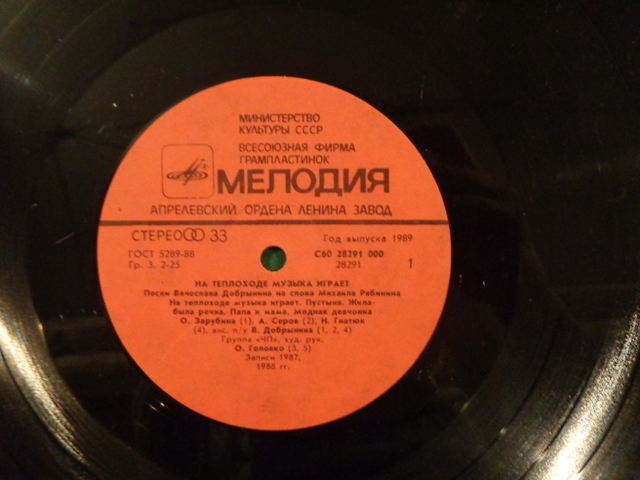 МИНИСТЕРСТВО
КУЛЬТУРЫ СССР
ВСЕСОЮЗНАЯ ФИРМА
ГРАМПЛАСТИНОК
МЕЛОДИЯ
АПРЕЛЕВСКИЙ ОРДЕНА ЛЕНИНА ЗАВОД
СТЕРЕО 33
Год выпуска 1989
ГОСТ 5289-88
С60 28291 000
Гр. 3. 2-25
28291
1
НА ТЕПЛОХОДЕ МУЗЫКА ИГРАЕТ
Песни Вячеслава Добрынина на слова Михаила Рябинина
На теплоходе музыка играет. Пустыня. Жила-
была речка. Папа и мама. Модная девчонка
О. Зарубина (1), А. Серов (2), Н. Гнатюк
(4), анс. п/у В. Добрынина (1, 2, 4)
Группа «ЧП», худ. рук.
О. Головко (3, 5)
Записи 1987,
1988 гг.